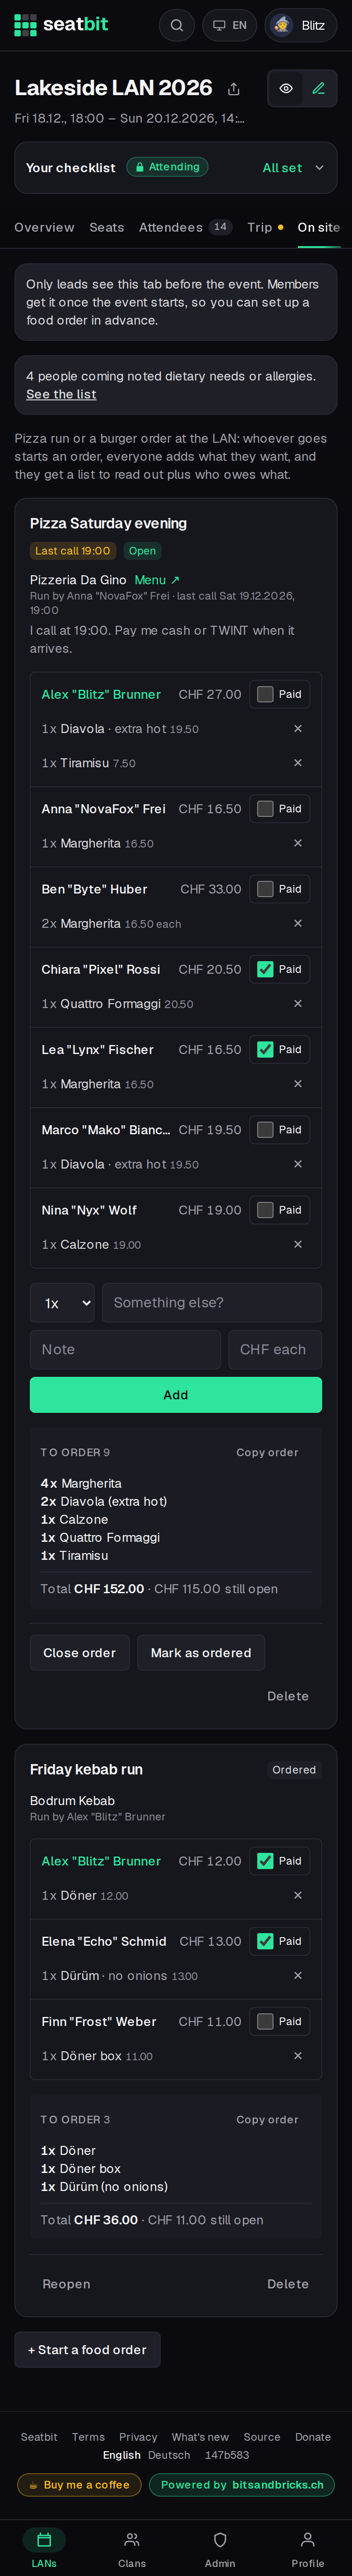 seatbit
EN
Blitz
Lakeside LAN 2026
Fri 18.12., 18:00 – Sun 20.12.2026, 14:…
Your checklist
Attending
All set
Overview
Seats
Attendees 14
Trip
On site
Only leads see this tab before the event. Members
get it once the event starts, so you can set up a
food order in advance.
4 people coming noted dietary needs or allergies.
See the list
Pizza run or a burger order at the LAN: whoever goes
starts an order, everyone adds what they want, and
they get a list to read out plus who owes what.
Pizza Saturday evening
Last call 19:00
Open
Pizzeria Da Gino Menu ↗
Run by Anna "NovaFox" Frei · last call Sat 19.12.2026,
19:00
I call at 19:00. Pay me cash or TWINT when it
arrives.
Alex "Blitz" Brunner CHF 27.00 Paid
1x Diavola · extra hot 19.50 ×
1x Tiramisu 7.50 ×
Anna "NovaFox" Frei CHF 16.50 Paid
1x Margherita 16.50 ×
Ben "Byte" Huber CHF 33.00 Paid
2x Margherita 16.50 each ×
Chiara "Pixel" Rossi CHF 20.50 Paid
1x Quattro Formaggi 20.50 ×
Lea "Lynx" Fischer CHF 16.50 Paid
1x Margherita 16.50 ×
Marco "Mako" Bianc… CHF 19.50 Paid
1x Diavola · extra hot 19.50 ×
Nina "Nyx" Wolf CHF 19.00 Paid
1x Calzone 19.00 ×
1x
Something else?
Note
CHF each
Add
TO ORDER 9
Copy order
4x Margherita
2x Diavola (extra hot)
1x Calzone
1x Quattro Formaggi
1x Tiramisu
Total CHF 152.00 · CHF 115.00 still open
Close order
Mark as ordered
Delete
Friday kebab run
Ordered
Bodrum Kebab
Run by Alex "Blitz" Brunner
Alex "Blitz" Brunner CHF 12.00 Paid
1x Döner 12.00 ×
Elena "Echo" Schmid CHF 13.00 Paid
1x Dürüm · no onions 13.00 ×
Finn "Frost" Weber CHF 11.00 Paid
1x Döner box 11.00 ×
TO ORDER 3
Copy order
1x Döner
1x Döner box
1x Dürüm (no onions)
Total CHF 36.00 · CHF 11.00 still open
Reopen
Delete
+ Start a food order
Seatbit Terms Privacy What's new Source Donate
English Deutsch 147b583
Buy me a coffee
Powered by bitsandbricks.ch
LANs
Clans
Admin
Profile